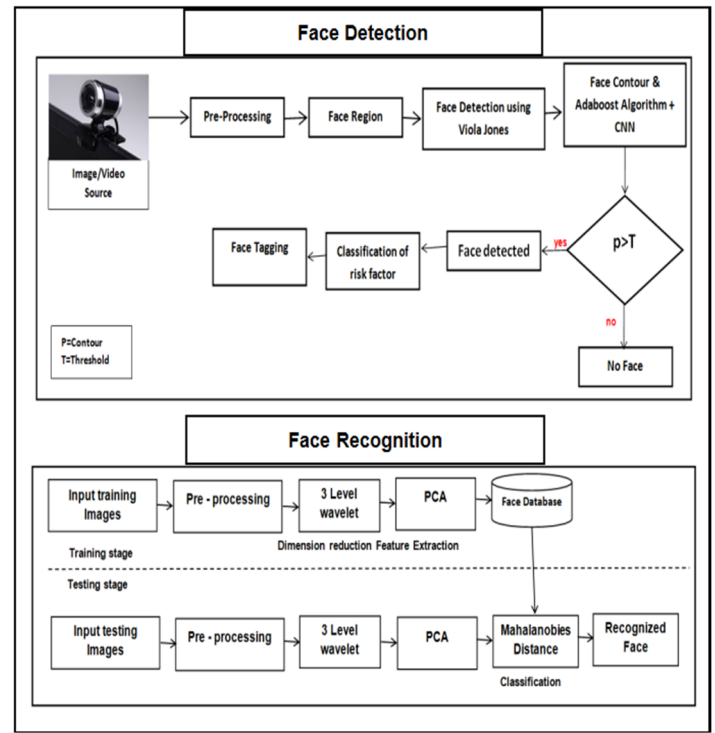 Face Detection
Image/Video
Source
Pre-Processing
Face Region
Face Detection using
Viola Jones
Face Contour &
Adaboost Algorithm +
CNN
p>T
yes
Face detected
Classification of
risk factor
Face Tagging
no
No Face
P=Contour
T=Threshold
Face Recognition
Input training
Images
Pre - processing
3 Level
wavelet
PCA
Face Database
Dimension reduction Feature Extraction
Training stage
Testing stage
Input testing
Images
Pre - processing
3 Level
wavelet
PCA
Mahalanobies
Distance
Recognized
Face
Classification